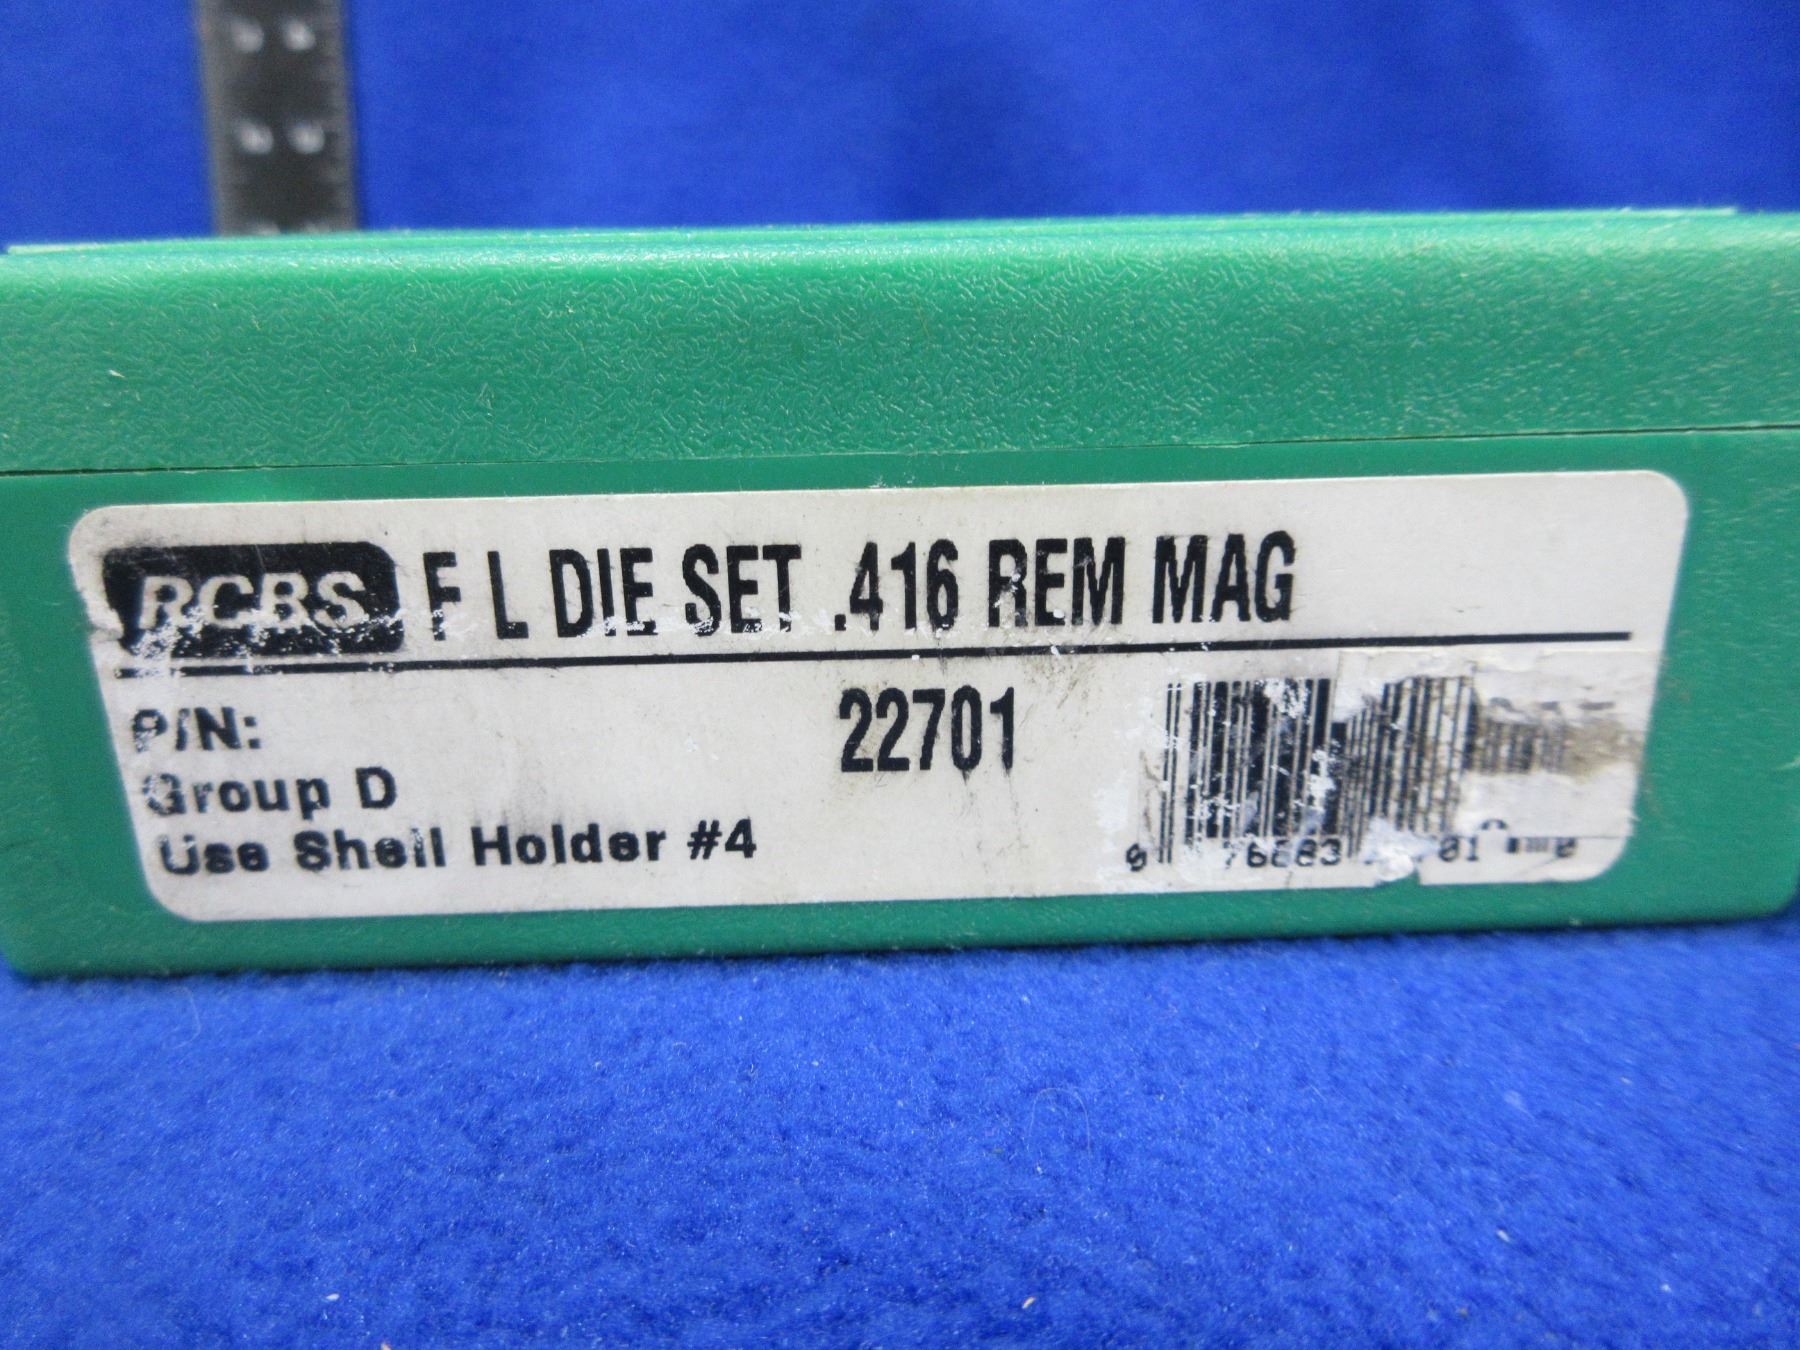 RCBS F L DIE SET .416 REM MAG
P/N: 22701
Group D
Use Shell Holder #4